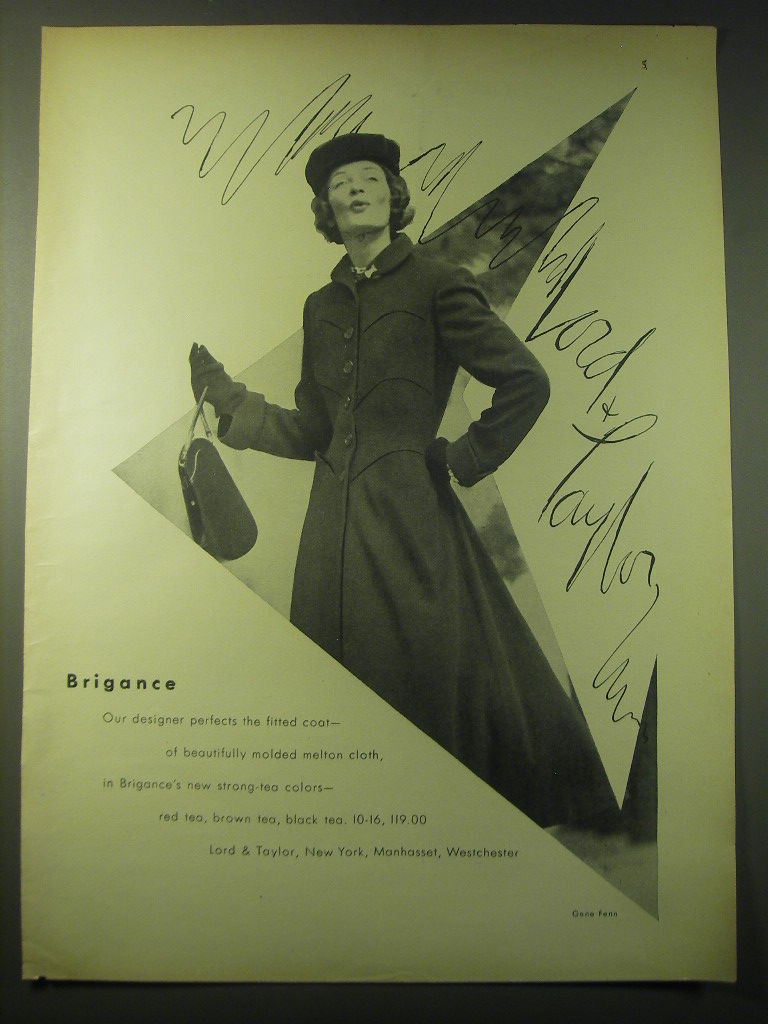 5
Lord
&
Taylor
Brigance
Our designer perfects the fitted coat—
of beautifully molded melton cloth,
in Brigance's new strong-tea colors—
red tea, brown tea, black tea. 10-16, 119.00
Lord & Taylor, New York, Manhasset, Westchester
Gene Fenn